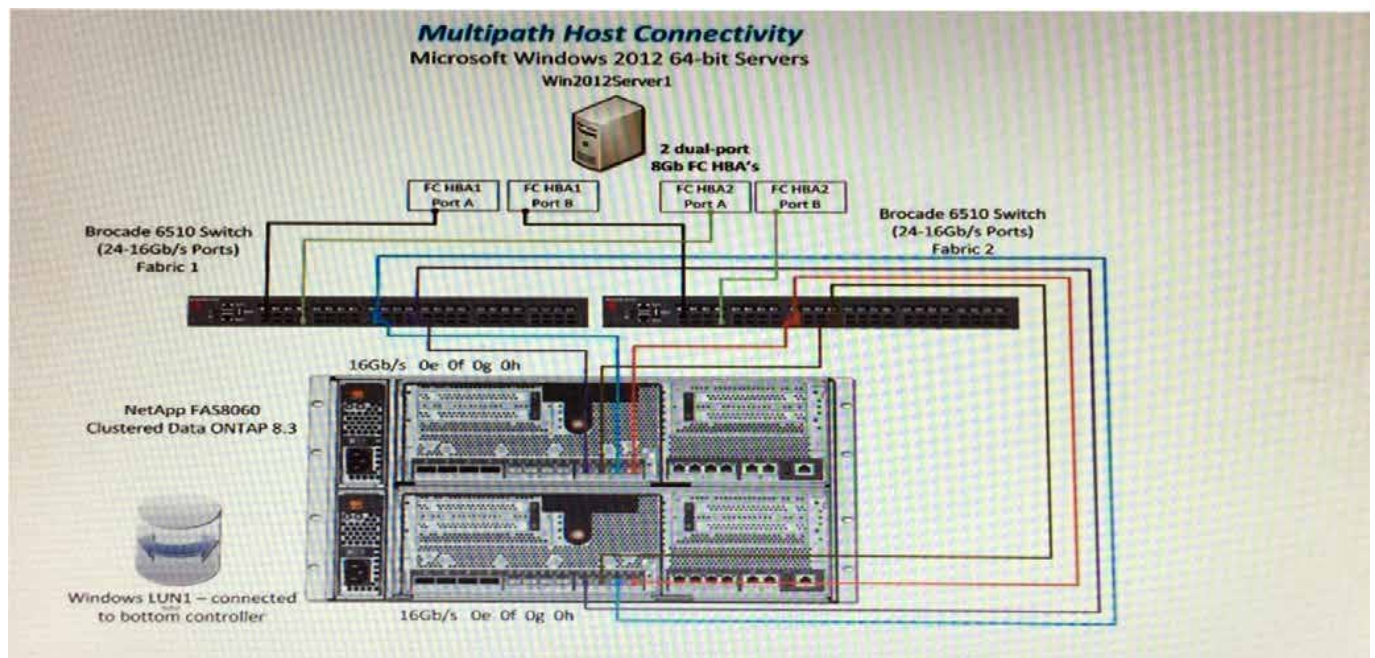 Multipath Host Connectivity
Microsoft Windows 2012 64-bit Servers
Win2012Server1
2 dual-port
8Gb FC HBA's
FC HBA1
Port A
FC HBA1
Port B
FC HBA2
Port A
FC HBA2
Port B
Brocade 6510 Switch
(24-16Gb/s Ports)
Fabric 1
Brocade 6510 Switch
(24-16Gb/s Ports)
Fabric 2
16Gb/s 0e 0f 0g 0h
NetApp FAS8060
Clustered Data ONTAP 8.3
Windows LUN1 – connected
to bottom controller
16Gb/s 0e 0f 0g 0h